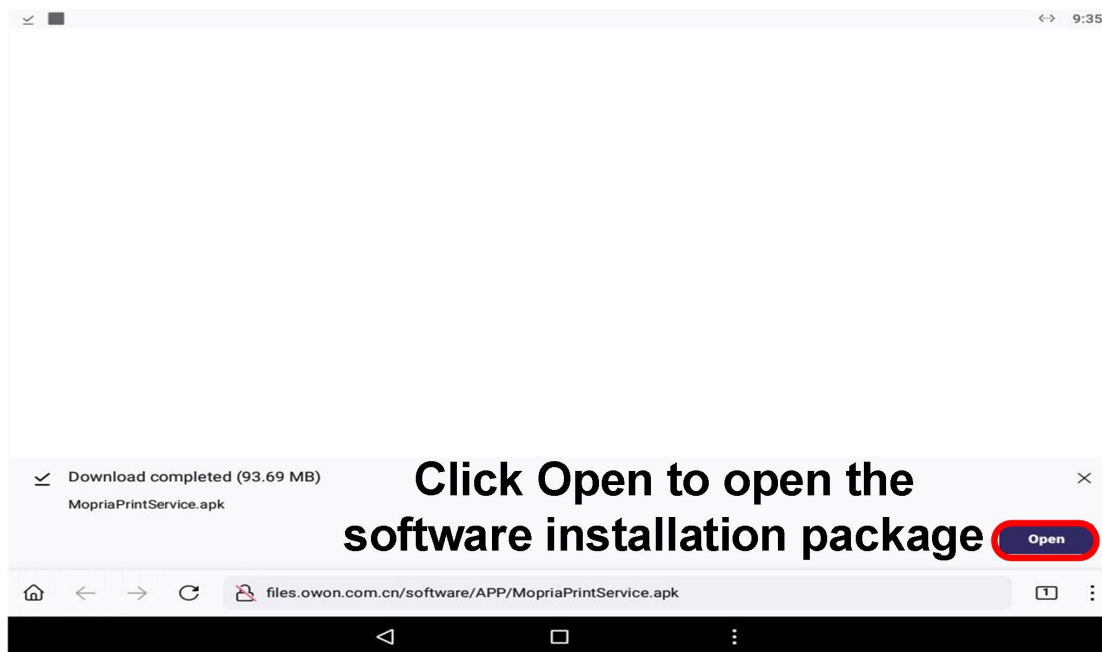 9:35
Download completed (93.69 MB)
MopriaPrintService.apk
Click Open to open the
software installation package
Open
files.owon.com.cn/software/APP/MopriaPrintService.apk
1